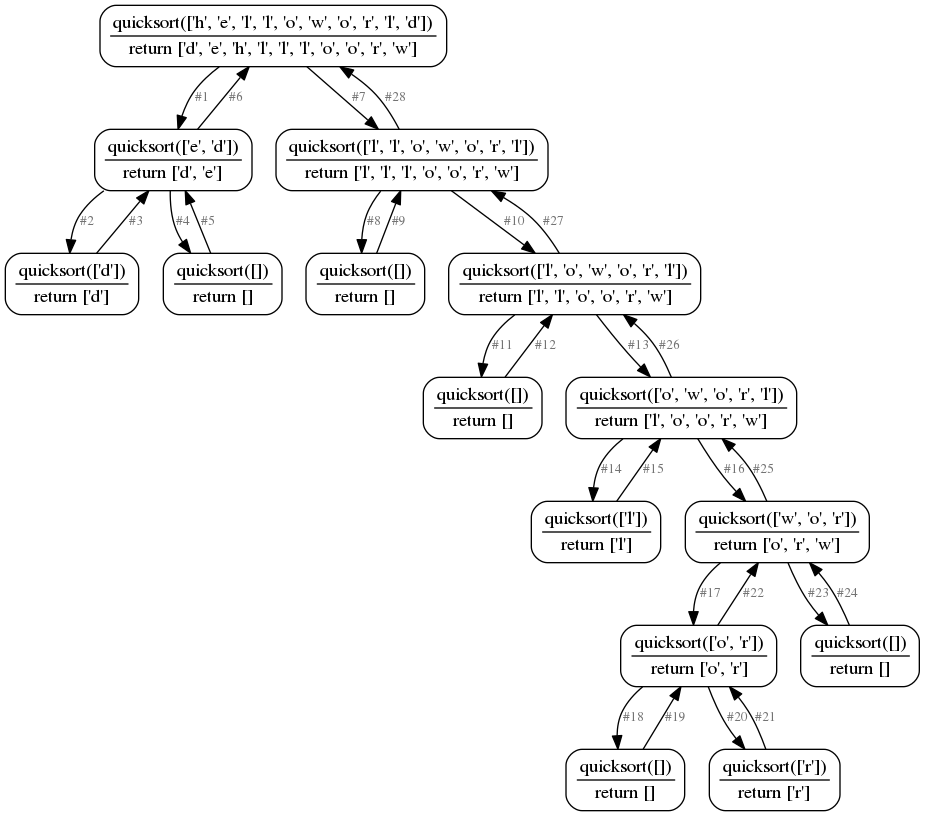 quicksort(['h', 'e', 'l', 'l', 'o', 'w', 'o', 'r', 'l', 'd'])
return ['d', 'e', 'h', 'l', 'l', 'l', 'o', 'o', 'r', 'w']
#1 #6 #7 #28
quicksort(['e', 'd'])
return ['d', 'e']
quicksort(['l', 'l', 'o', 'w', 'o', 'r', 'l'])
return ['l', 'l', 'l', 'o', 'o', 'r', 'w']
#2 #3 #4 #5 #8 #9 #10 #27
quicksort(['d'])
return ['d']
quicksort([])
return []
quicksort([])
return []
quicksort(['l', 'o', 'w', 'o', 'r', 'l'])
return ['l', 'l', 'o', 'o', 'r', 'w']
#11 #12 #13 #26
quicksort([])
return []
quicksort(['o', 'w', 'o', 'r', 'l'])
return ['l', 'o', 'o', 'r', 'w']
#14 #15 #16 #25
quicksort(['l'])
return ['l']
quicksort(['w', 'o', 'r'])
return ['o', 'r', 'w']
#17 #22 #23 #24
quicksort(['o', 'r'])
return ['o', 'r']
quicksort([])
return []
#18 #19 #20 #21
quicksort([])
return []
quicksort(['r'])
return ['r']